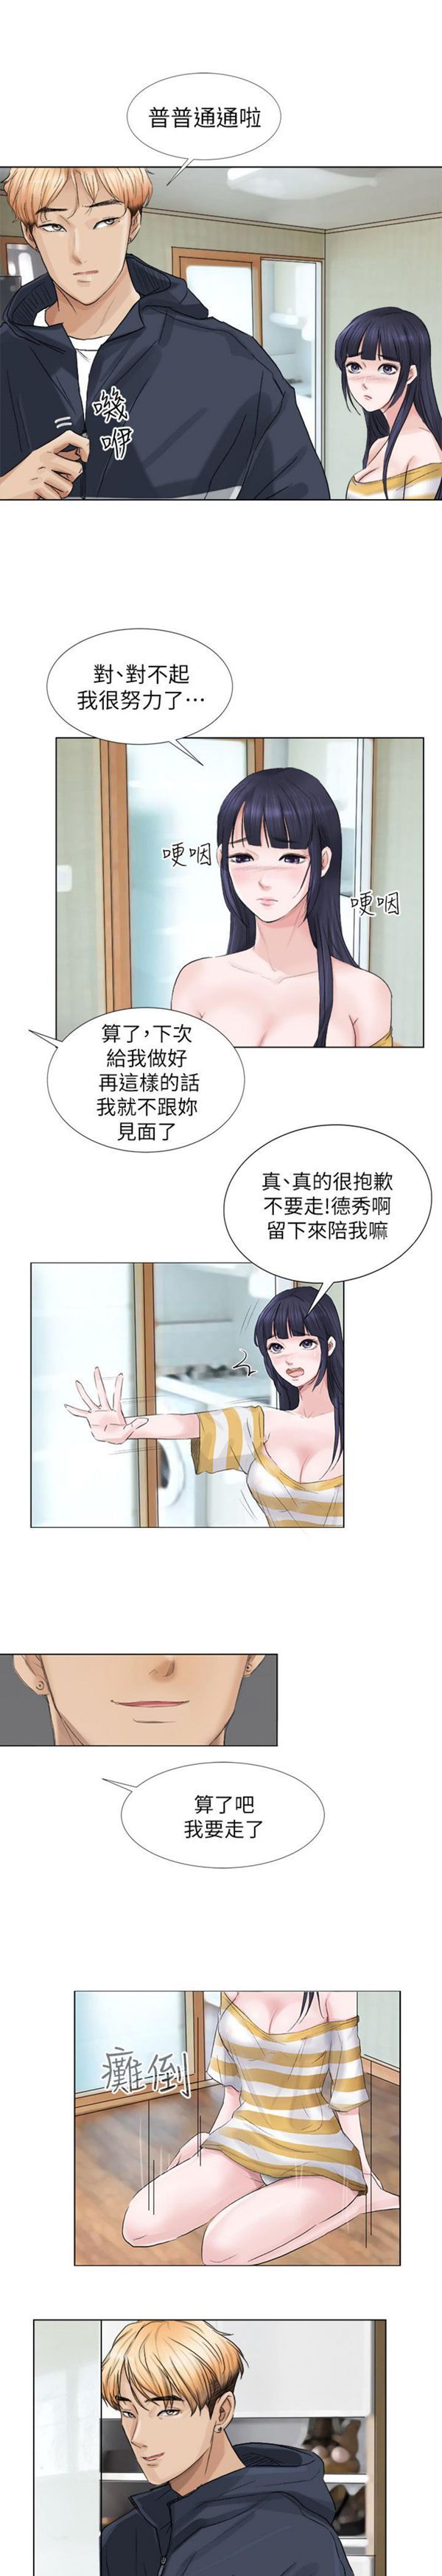 普普通通啦
嘰
咿
對、對不起
我很努力了…
哽咽
哽咽
算了，下次
給我做好
再這樣的話
我就不跟妳
見面了
真、真的很抱歉
不要走！德秀啊
留下來陪我嘛
算了吧
我要走了
癱倒